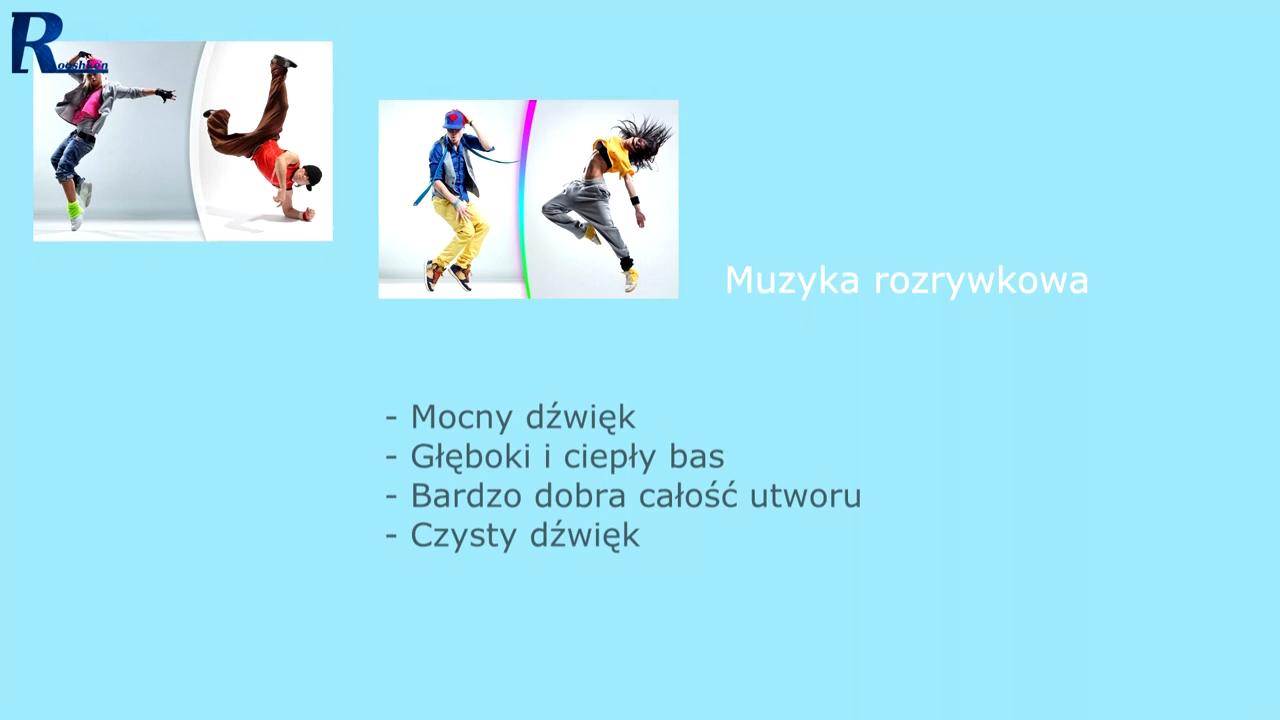 Muzyka rozrywkowa
- Mocny dźwięk
- Głęboki i ciepły bas
- Bardzo dobra całość utworu
- Czysty dźwięk